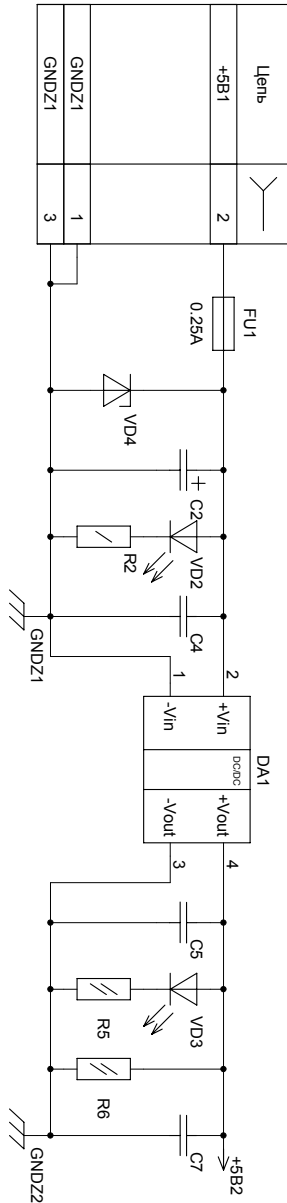 Цепь
+5В1
2
GNDZ1
1
GNDZ1
3
FU1
0.25A
VD4
C2
+
VD2
R2
C4
GNDZ1
DA1
DC/DC
2
+Vin
1
-Vin
+Vout
4
-Vout
3
C5
VD3
R5
R6
C7
+5В2
GNDZ2